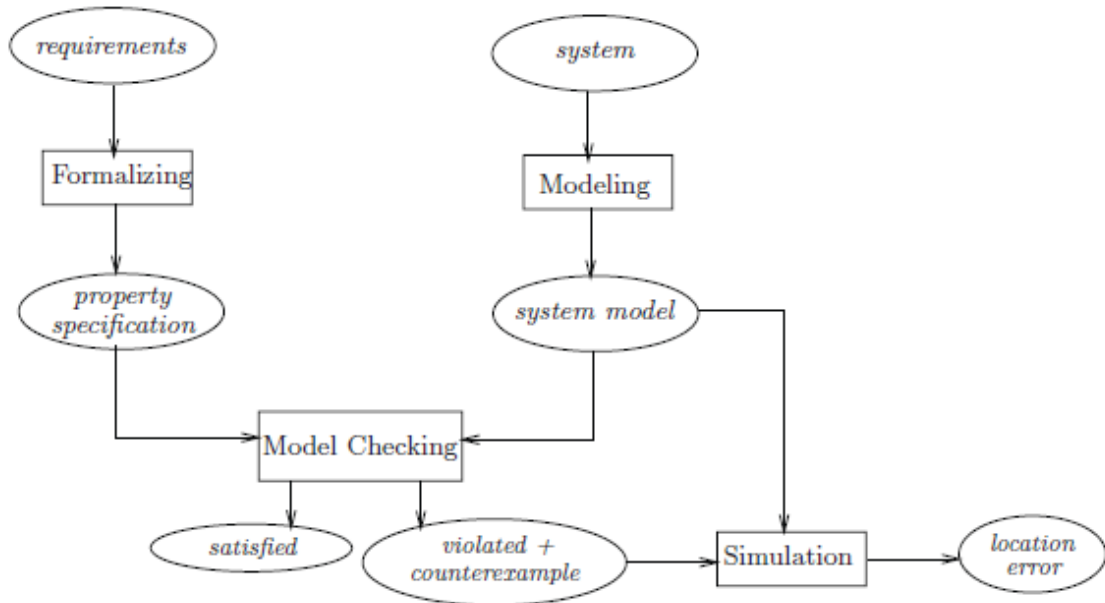 requirements
system
Formalizing
Modeling
property
specification
system model
Model Checking
satisfied
violated +
counterexample
Simulation
location
error